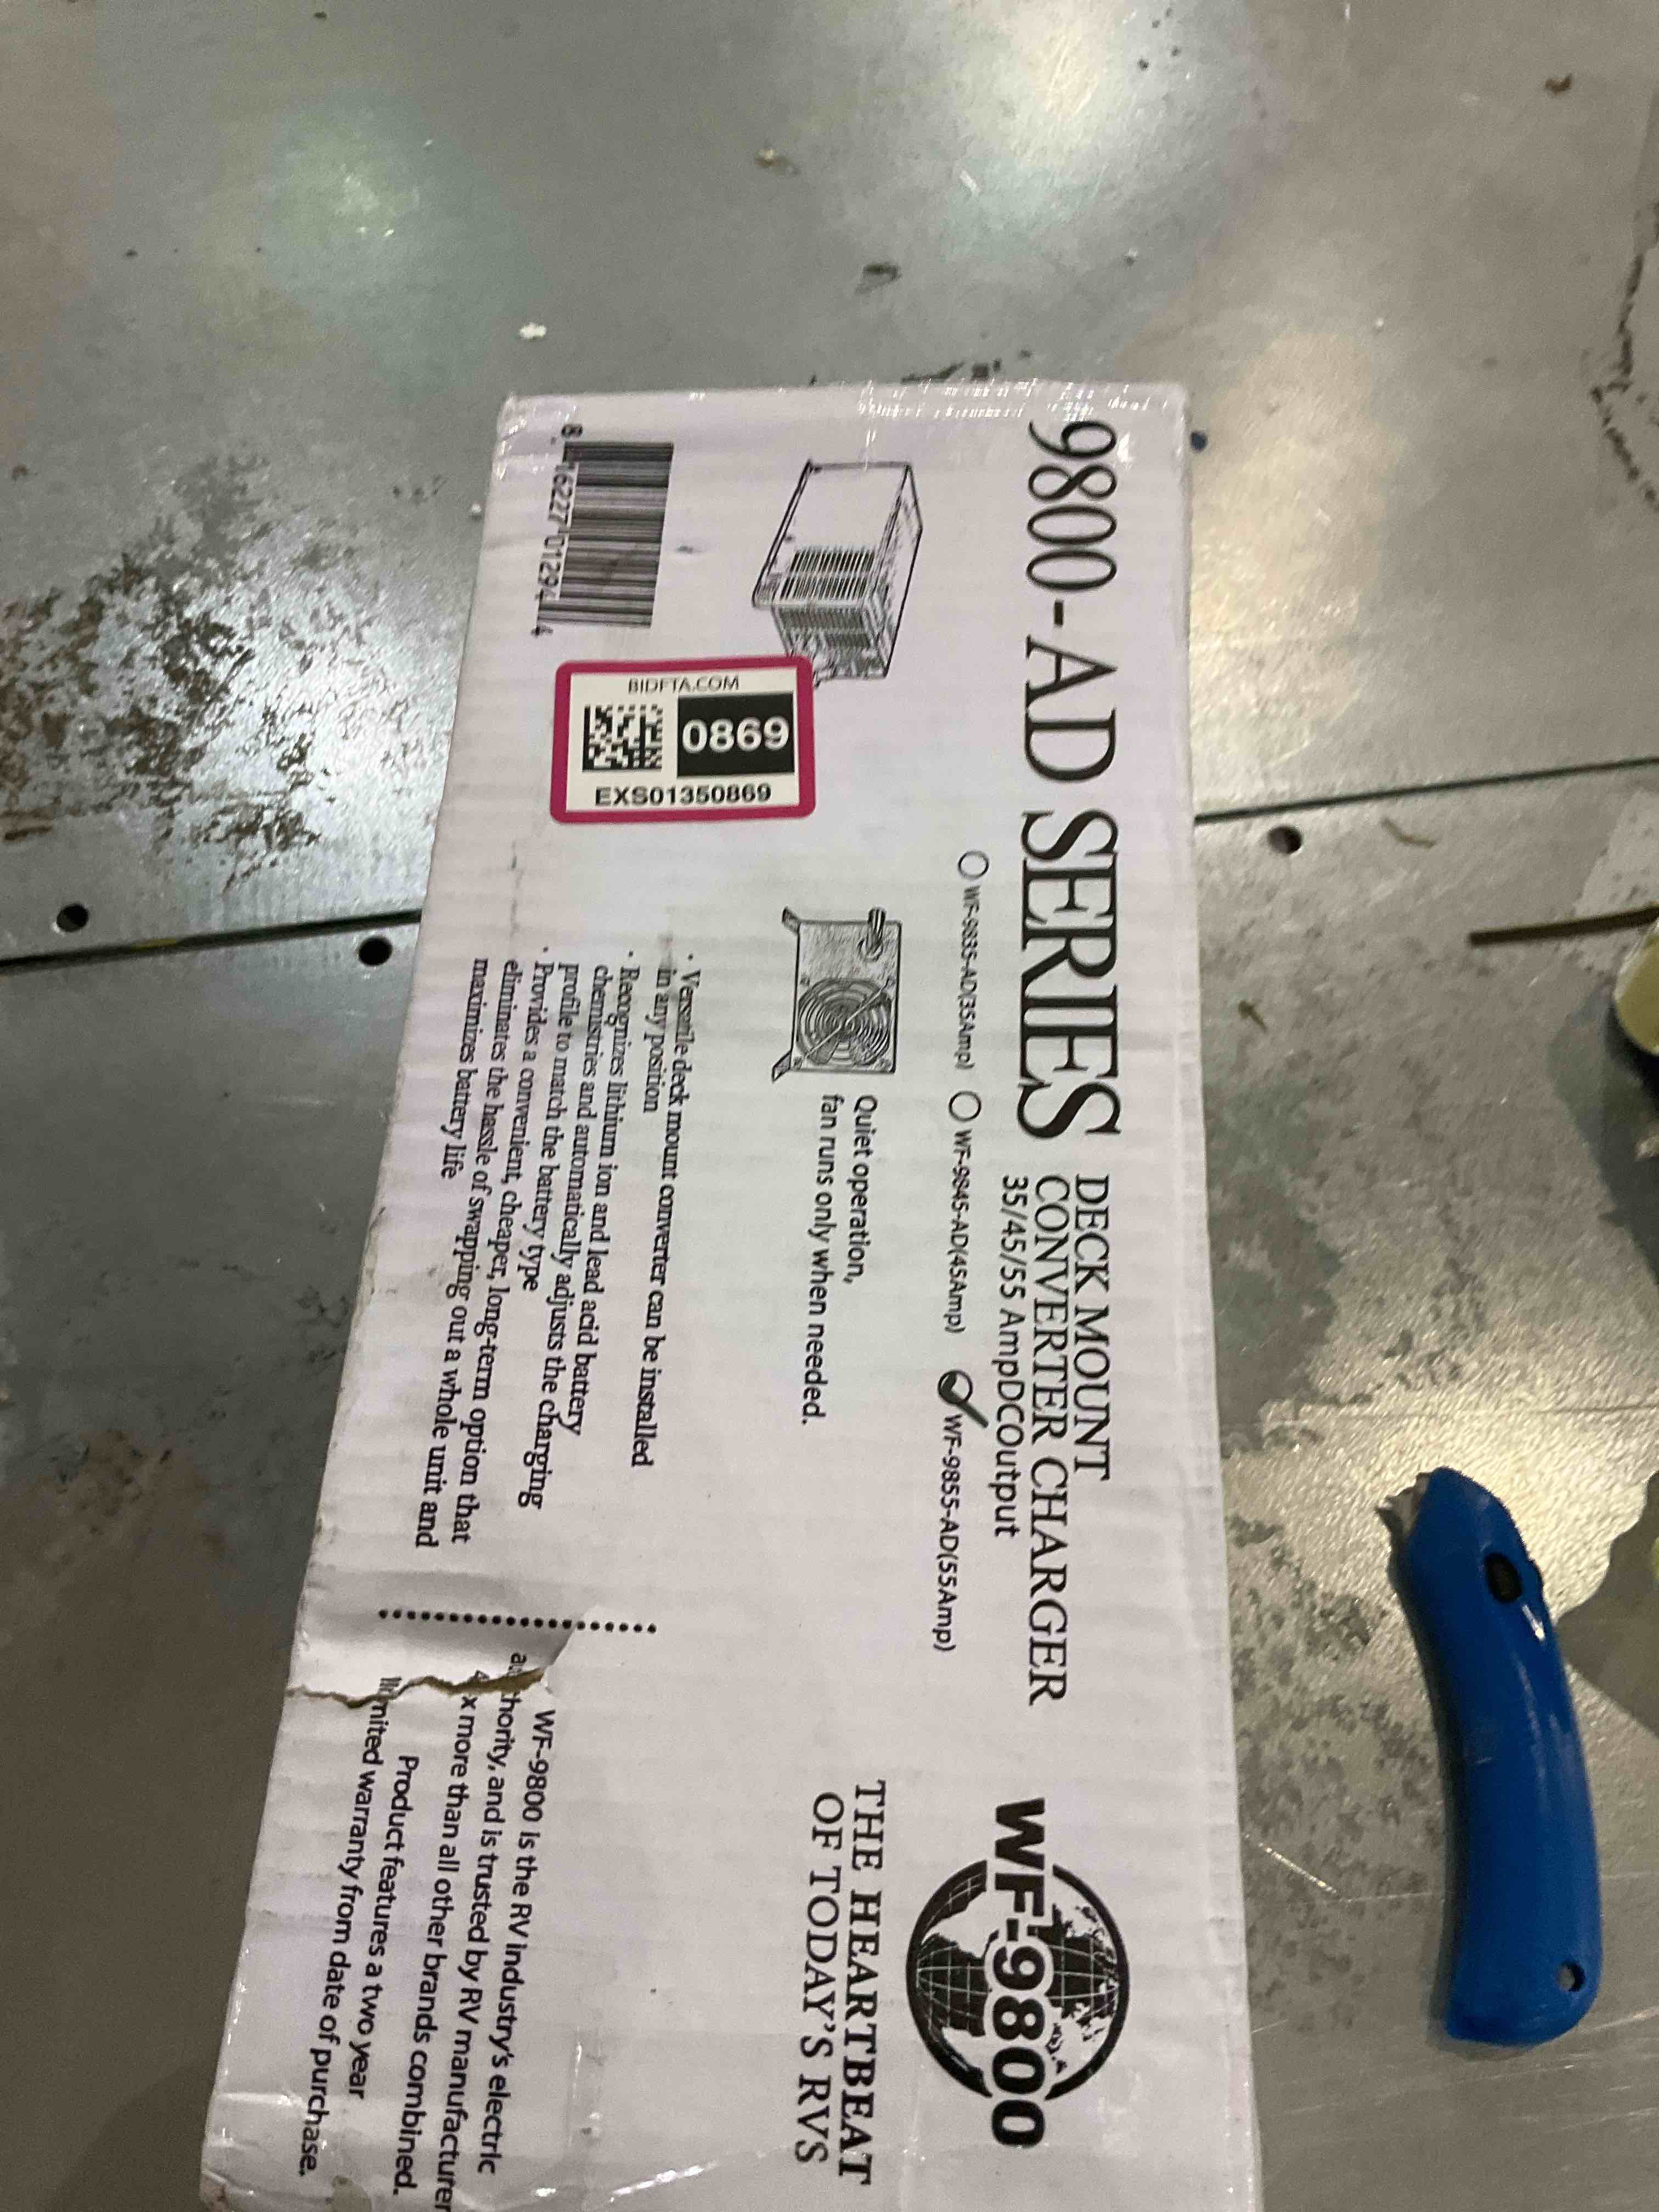 9800-AD SERIES
DECK MOUNT
CONVERTER CHARGER
35/45/55 AmpDCOutput
WF-9835-AD(35Amp) WF-9845-AD(45Amp) WF-9855-AD(55Amp)
WF-9800
THE HEARTBEAT
OF TODAY'S RVS
Quiet operation,
fan runs only when needed.
BIDFTA.COM
0869
EXS01350869
6227 01294 4
· Versatile deck mount converter can be installed
in any position
· Recognizes lithium ion and lead acid battery
chemistries and automatically adjusts the charging
profile to match the battery type
· Provides a convenient, cheaper, long-term option that
eliminates the hassle of swapping out a whole unit and
maximizes battery life
WF-9800 is the RV industry's electric
authority, and is trusted by RV manufacturer
x more than all other brands combined.
Product features a two year
limited warranty from date of purchase.